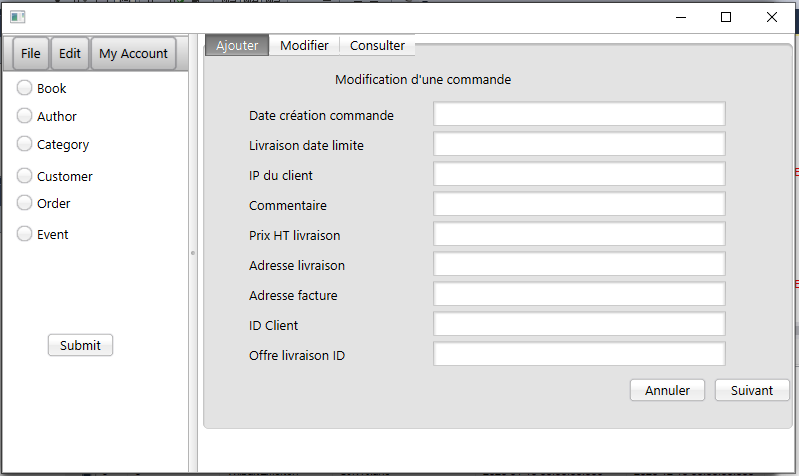 File Edit My Account
Book
Author
Category
Customer
Order
Event
Submit
Ajouter Modifier Consulter
Modification d'une commande
Date création commande
Livraison date limite
IP du client
Commentaire
Prix HT livraison
Adresse livraison
Adresse facture
ID Client
Offre livraison ID
Annuler Suivant